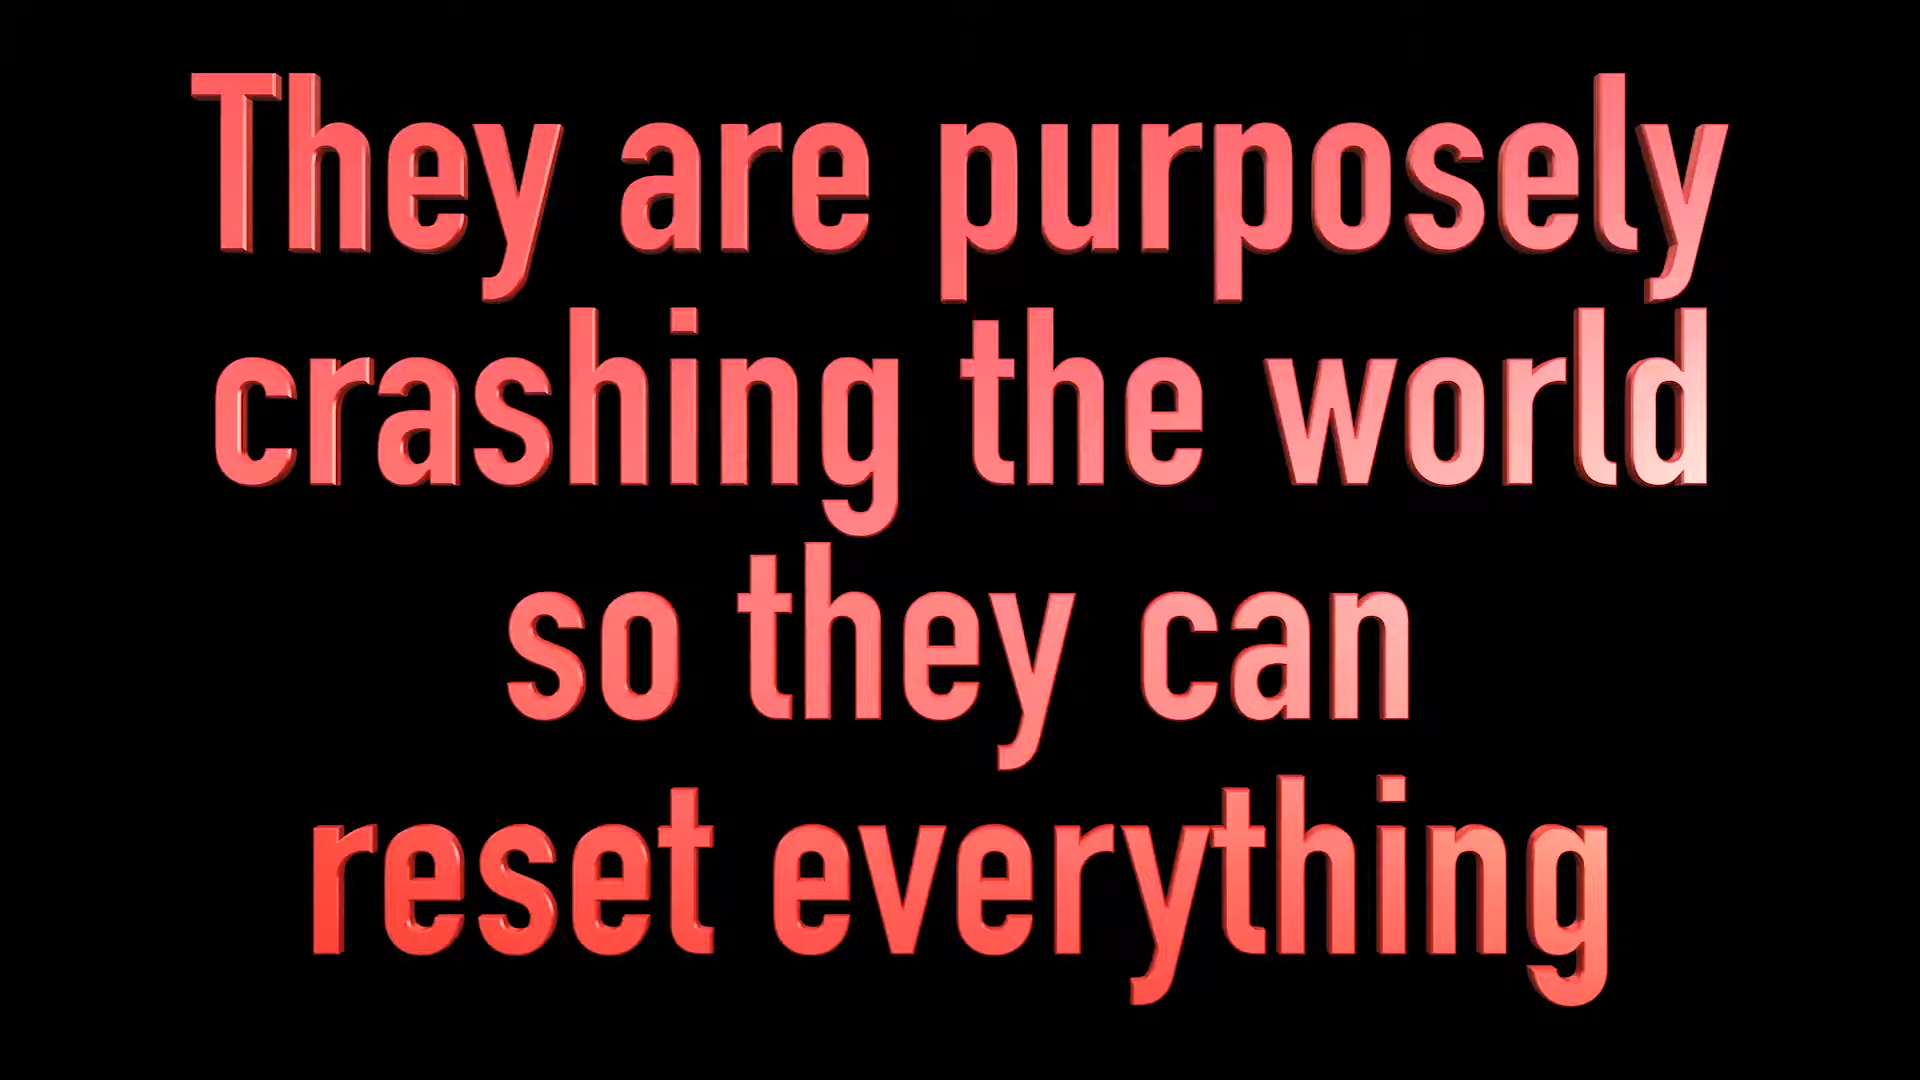 They are purposely
crashing the world
so they can
reset everything